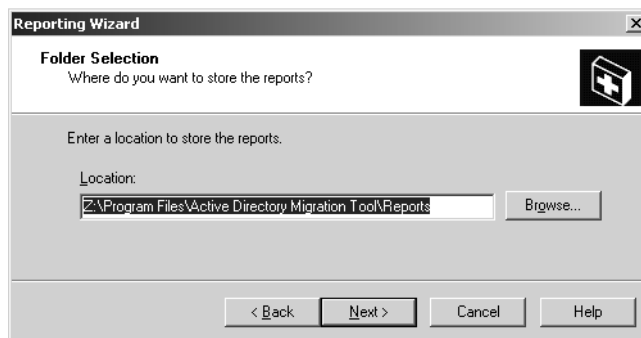 Reporting Wizard
Folder Selection
Where do you want to store the reports?
Enter a location to store the reports.
Location:
Z:\Program Files\Active Directory Migration Tool\Reports
Browse...
< Back
Next >
Cancel
Help